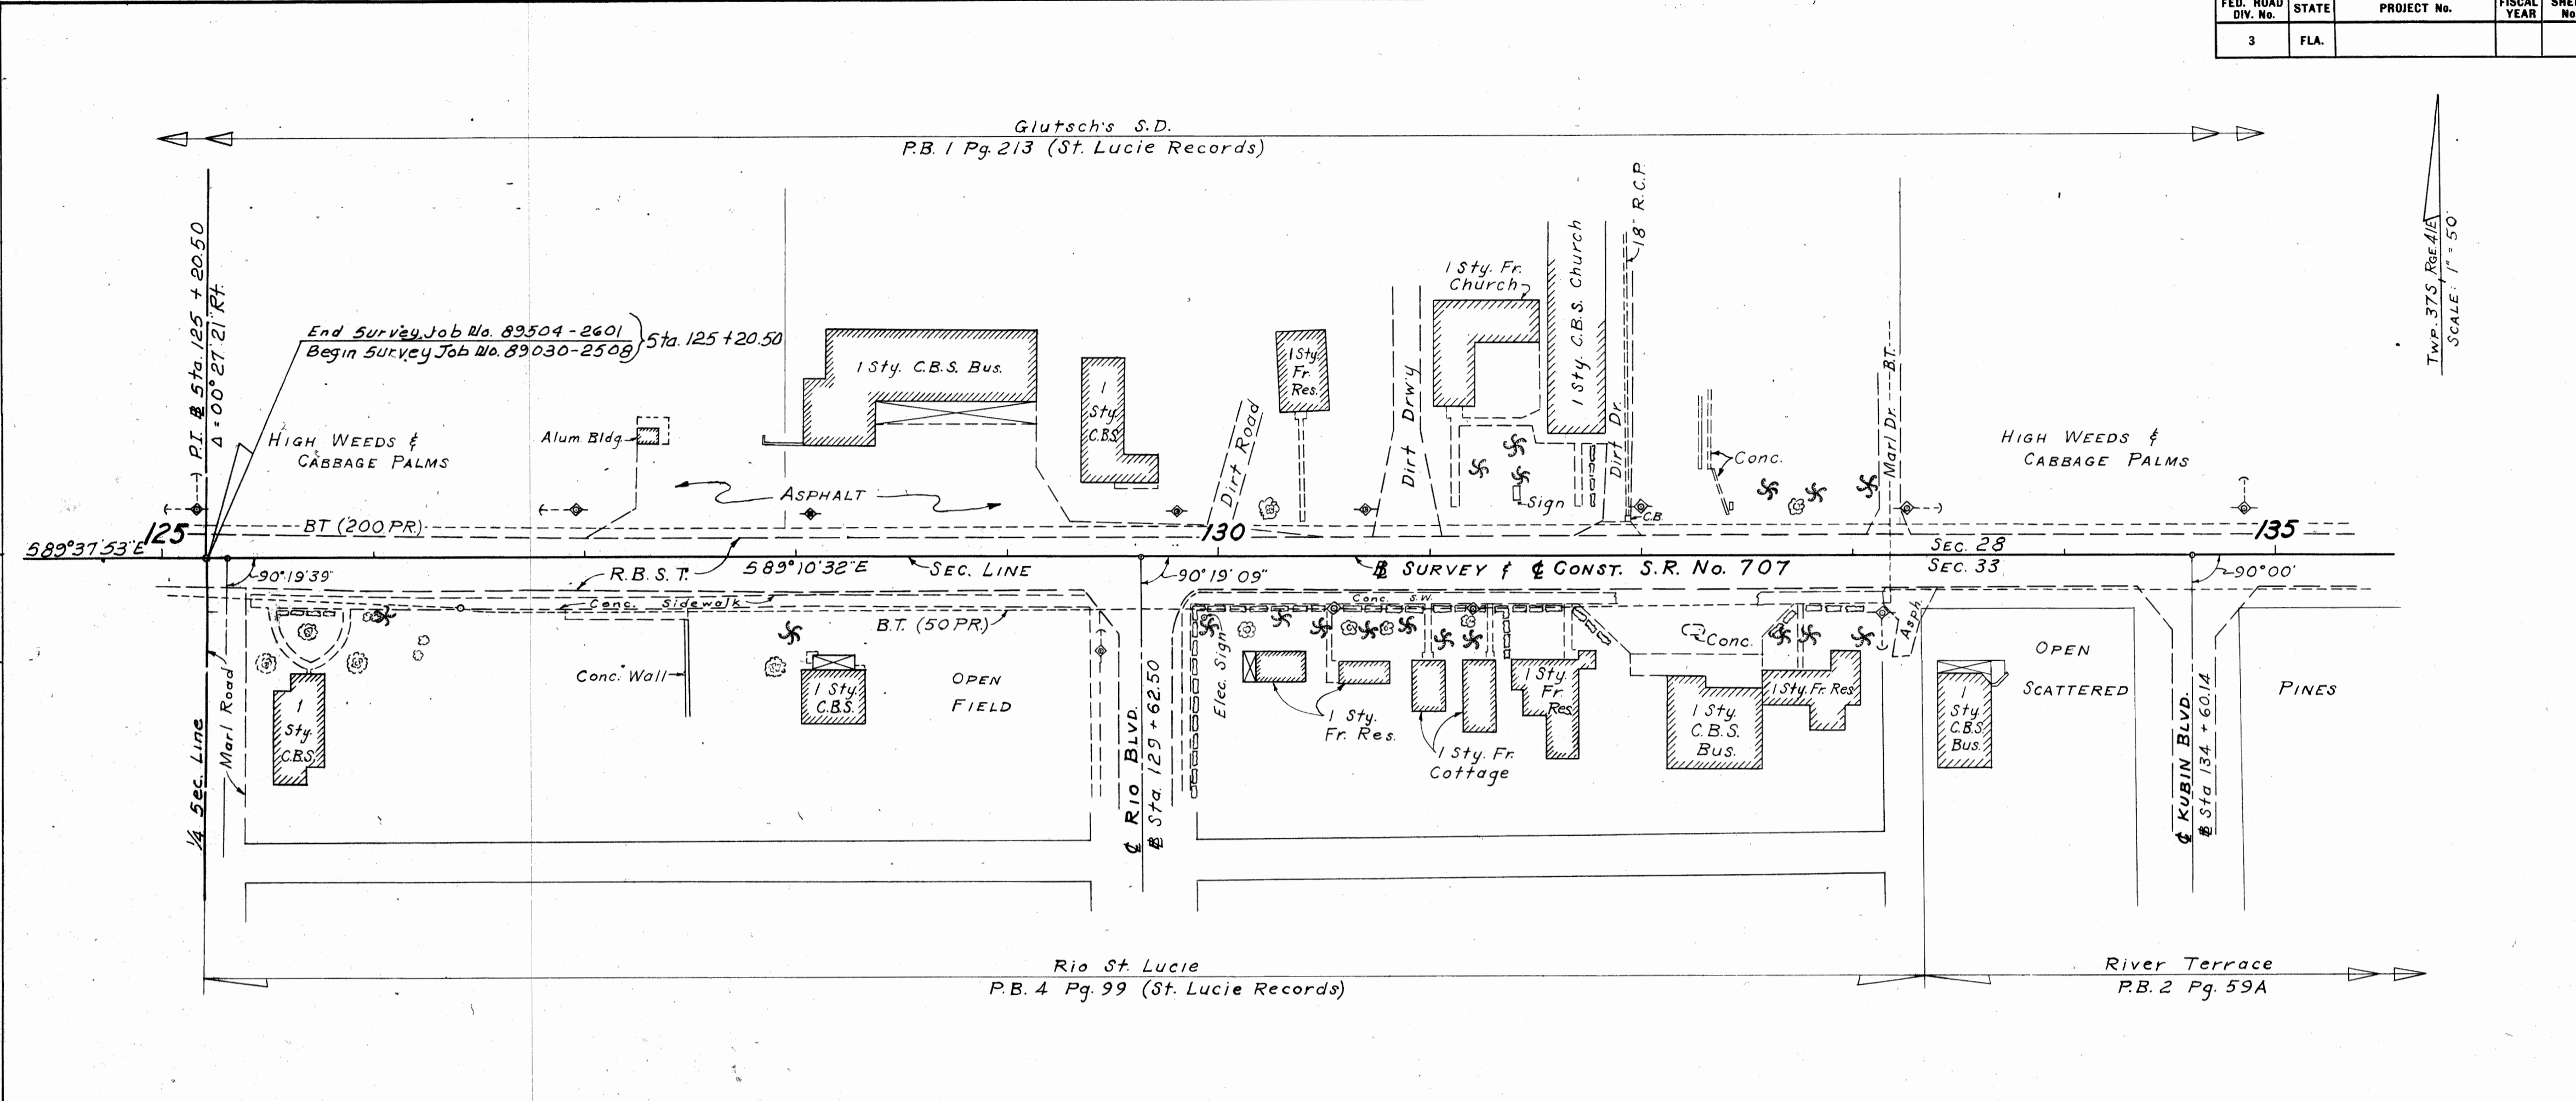 FED. ROAD DIV. No.
STATE
PROJECT No.
FISCAL YEAR
3
FLA.
Glutsch's S.D.
P.B. 1 Pg. 213 (St. Lucie Records)
TWP. 37S, RGE. 41E
SCALE: 1" = 50'
P.I. ⅊ Sta. 125 + 20.50
Δ = 00° 27' 21" Rt.
End Survey Job No. 89504-2601
Begin Survey Job No. 89030-2508
Sta. 125 + 20.50
HIGH WEEDS &
CABBAGE PALMS
Alum. Bldg.
1 Sty. C.B.S. Bus.
ASPHALT
1
Sty.
C.B.S.
Dirt Road
1 Sty.
Fr.
Res.
Dirt Drw'y
1 Sty. Fr.
Church
1 Sty. C.B.S. Church
18" R.C.P.
Dirt Dr.
Sign
C.B.
Conc.
Marl Dr.
B.T.
HIGH WEEDS &
CABBAGE PALMS
BT (200 PR)
125
130
135
S89°37'53"E
90°19'39"
R.B.S.T.
S89°10'32"E
SEC. LINE
90°19'09"
B SURVEY & ℄ CONST. S.R. No. 707
SEC. 28
SEC. 33
90°00'
Conc. Sidewalk
B.T. (50 PR.)
Conc. S.W.
Elec. Sign
Conc.
Asph.
Marl Road
¼ Sec. Line
1
Sty.
C.B.S.
Conc. Wall
1 Sty.
C.B.S.
OPEN
FIELD
℄ RIO BLVD.
B Sta. 129 + 62.50
1 Sty.
Fr. Res.
1 Sty. Fr.
Cottage
1 Sty.
Fr.
Res.
1 Sty.
C.B.S.
Bus.
1 Sty. Fr. Res
1
Sty.
C.B.S.
Bus.
OPEN
SCATTERED
PINES
℄ KUBIN BLVD.
B Sta 134 + 60.14
Rio St. Lucie
P.B. 4 Pg. 99 (St. Lucie Records)
River Terrace
P.B. 2 Pg. 59A